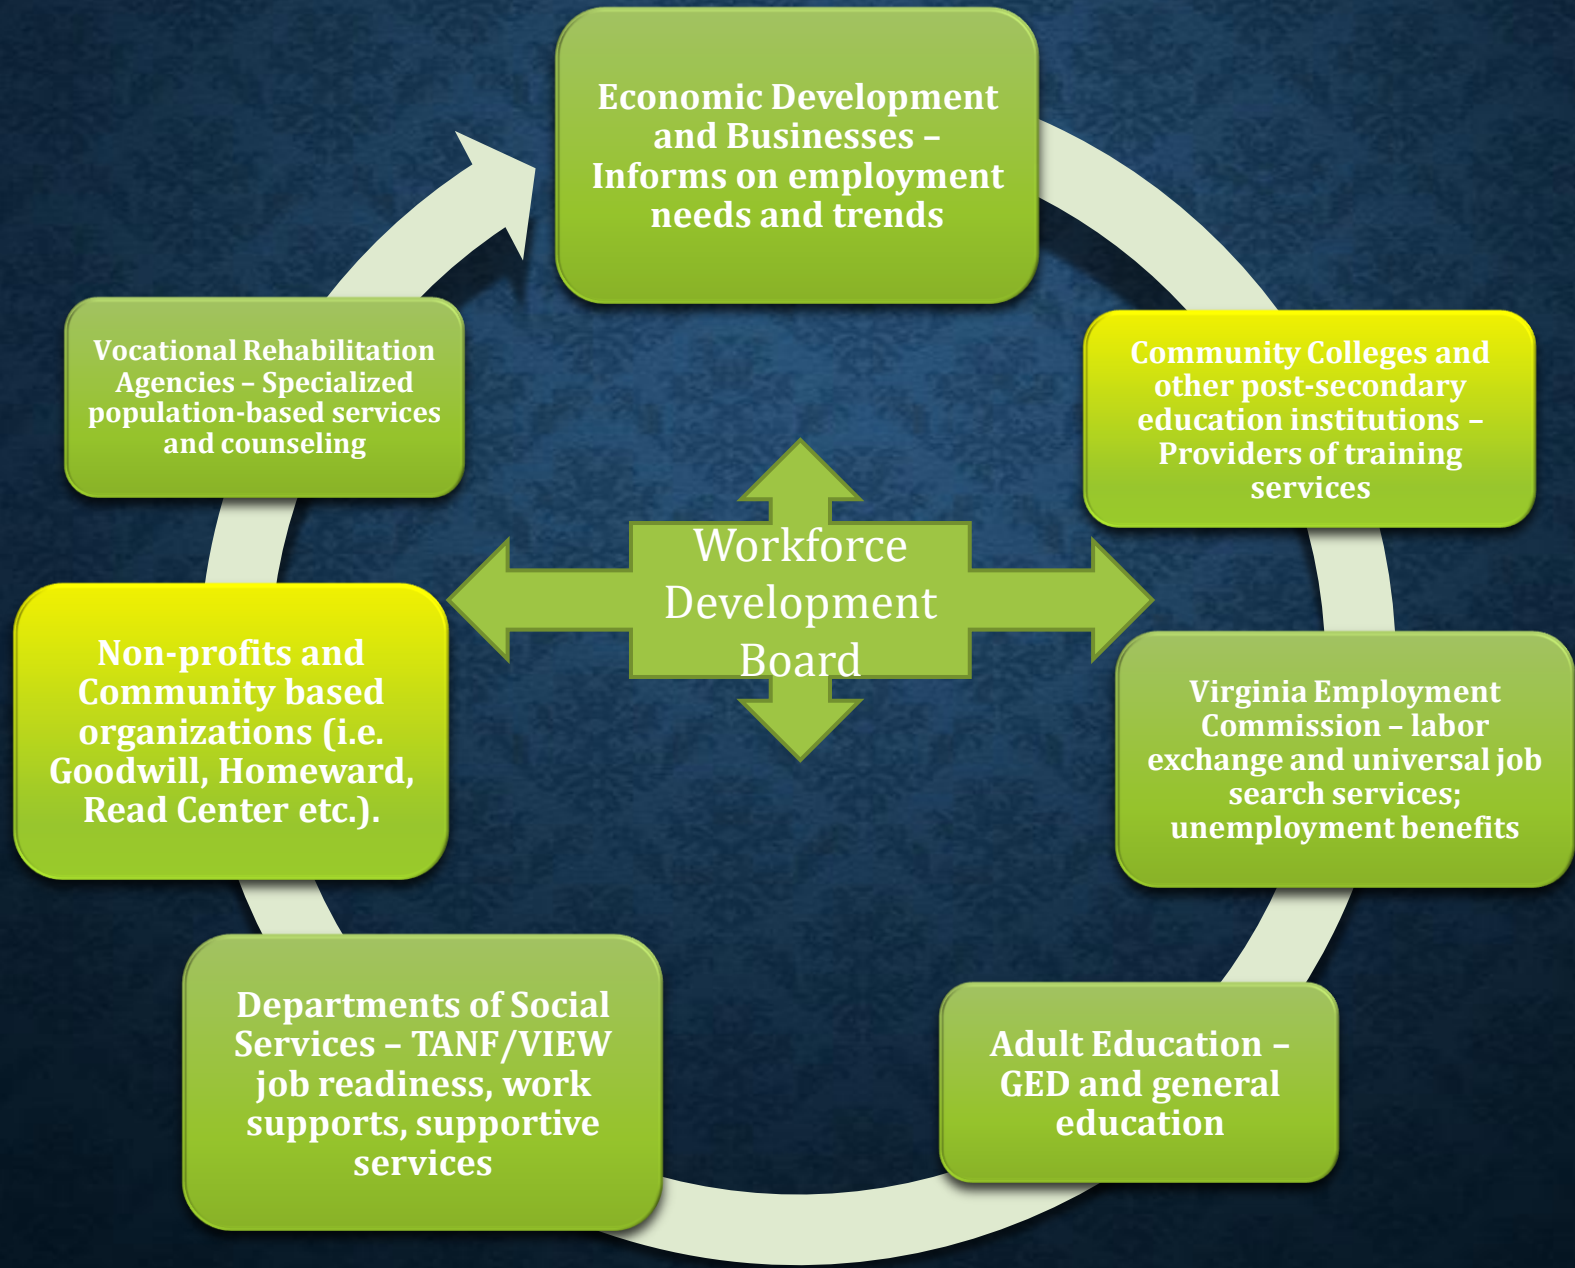 Economic Development
and Businesses –
Informs on employment
needs and trends
Community Colleges and
other post-secondary
education institutions –
Providers of training
services
Virginia Employment
Commission – labor
exchange and universal job
search services;
unemployment benefits
Adult Education –
GED and general
education
Departments of Social
Services – TANF/VIEW
job readiness, work
supports, supportive
services
Non-profits and
Community based
organizations (i.e.
Goodwill, Homeward,
Read Center etc.).
Vocational Rehabilitation
Agencies – Specialized
population-based services
and counseling
Workforce
Development
Board